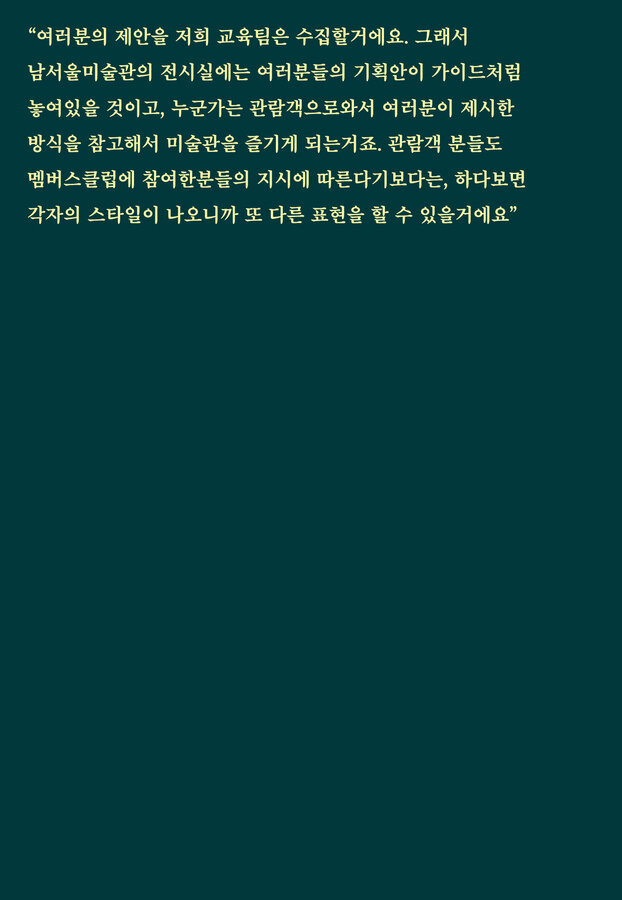 “여러분의 제안을 저희 교육팀은 수집할거에요. 그래서
남서울미술관의 전시실에는 여러분들의 기획안이 가이드처럼
놓여있을 것이고, 누군가는 관람객으로와서 여러분이 제시한
방식을 참고해서 미술관을 즐기게 되는거죠. 관람객 분들도
멤버스클럽에 참여한분들의 지시에 따른다기보다는, 하다보면
각자의 스타일이 나오니까 또 다른 표현을 할 수 있을거에요”